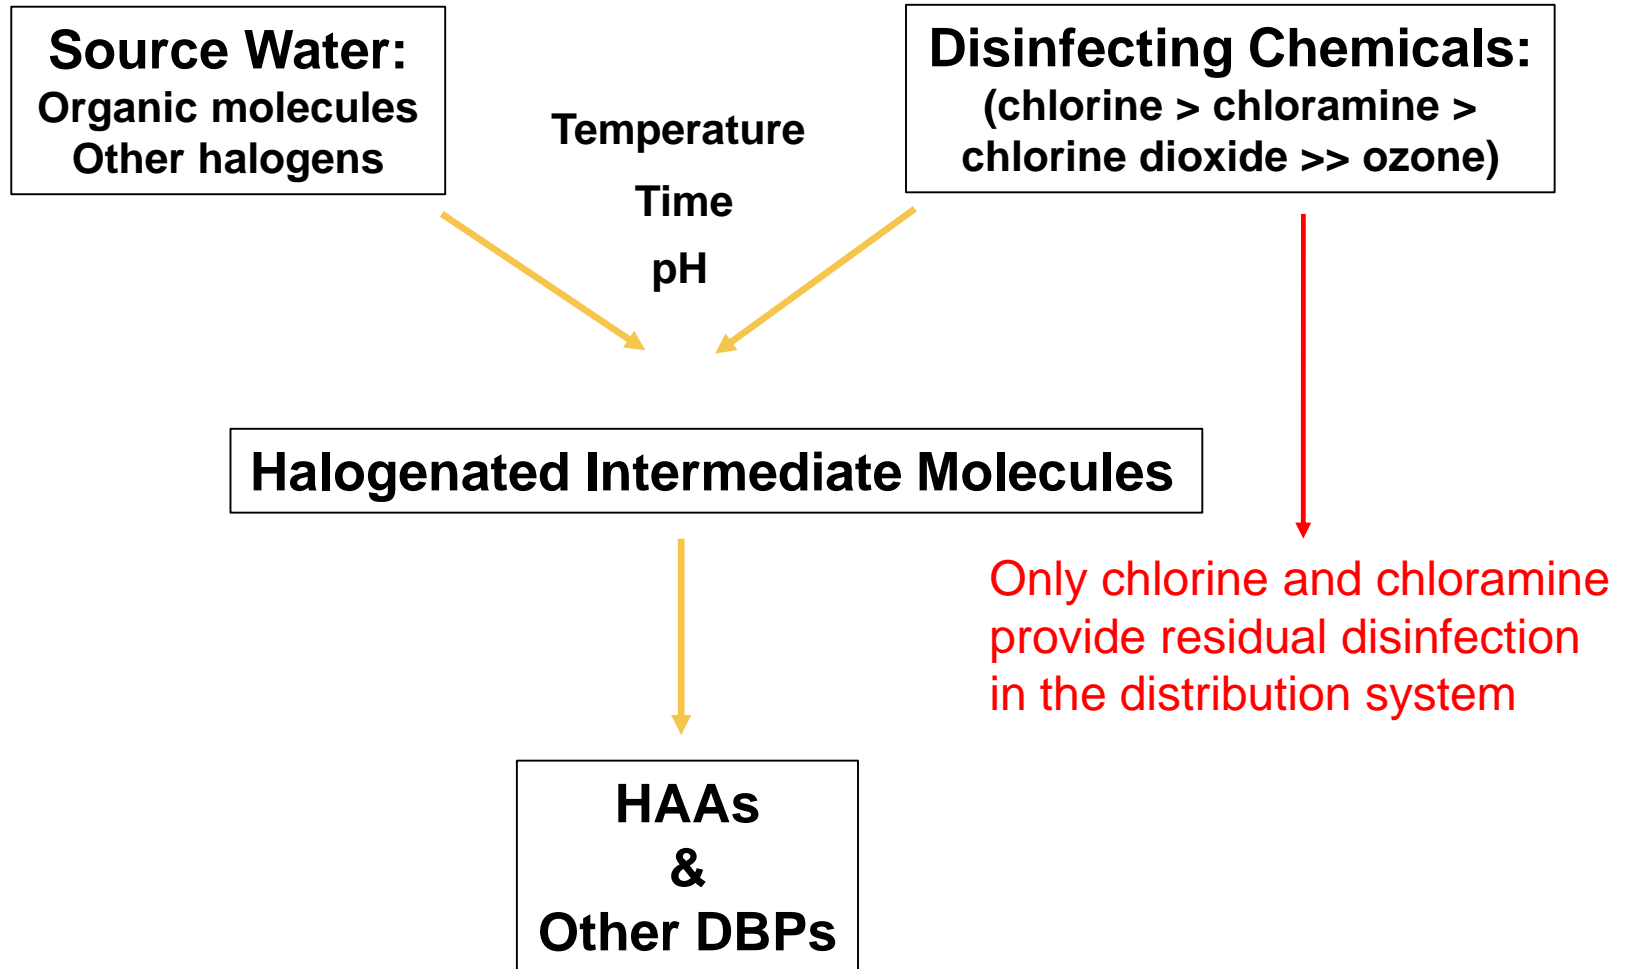 Source Water:
Organic molecules
Other halogens
Temperature
Time
pH
Disinfecting Chemicals:
(chlorine > chloramine >
chlorine dioxide >> ozone)
Halogenated Intermediate Molecules
Only chlorine and chloramine
provide residual disinfection
in the distribution system
HAAs
&
Other DBPs